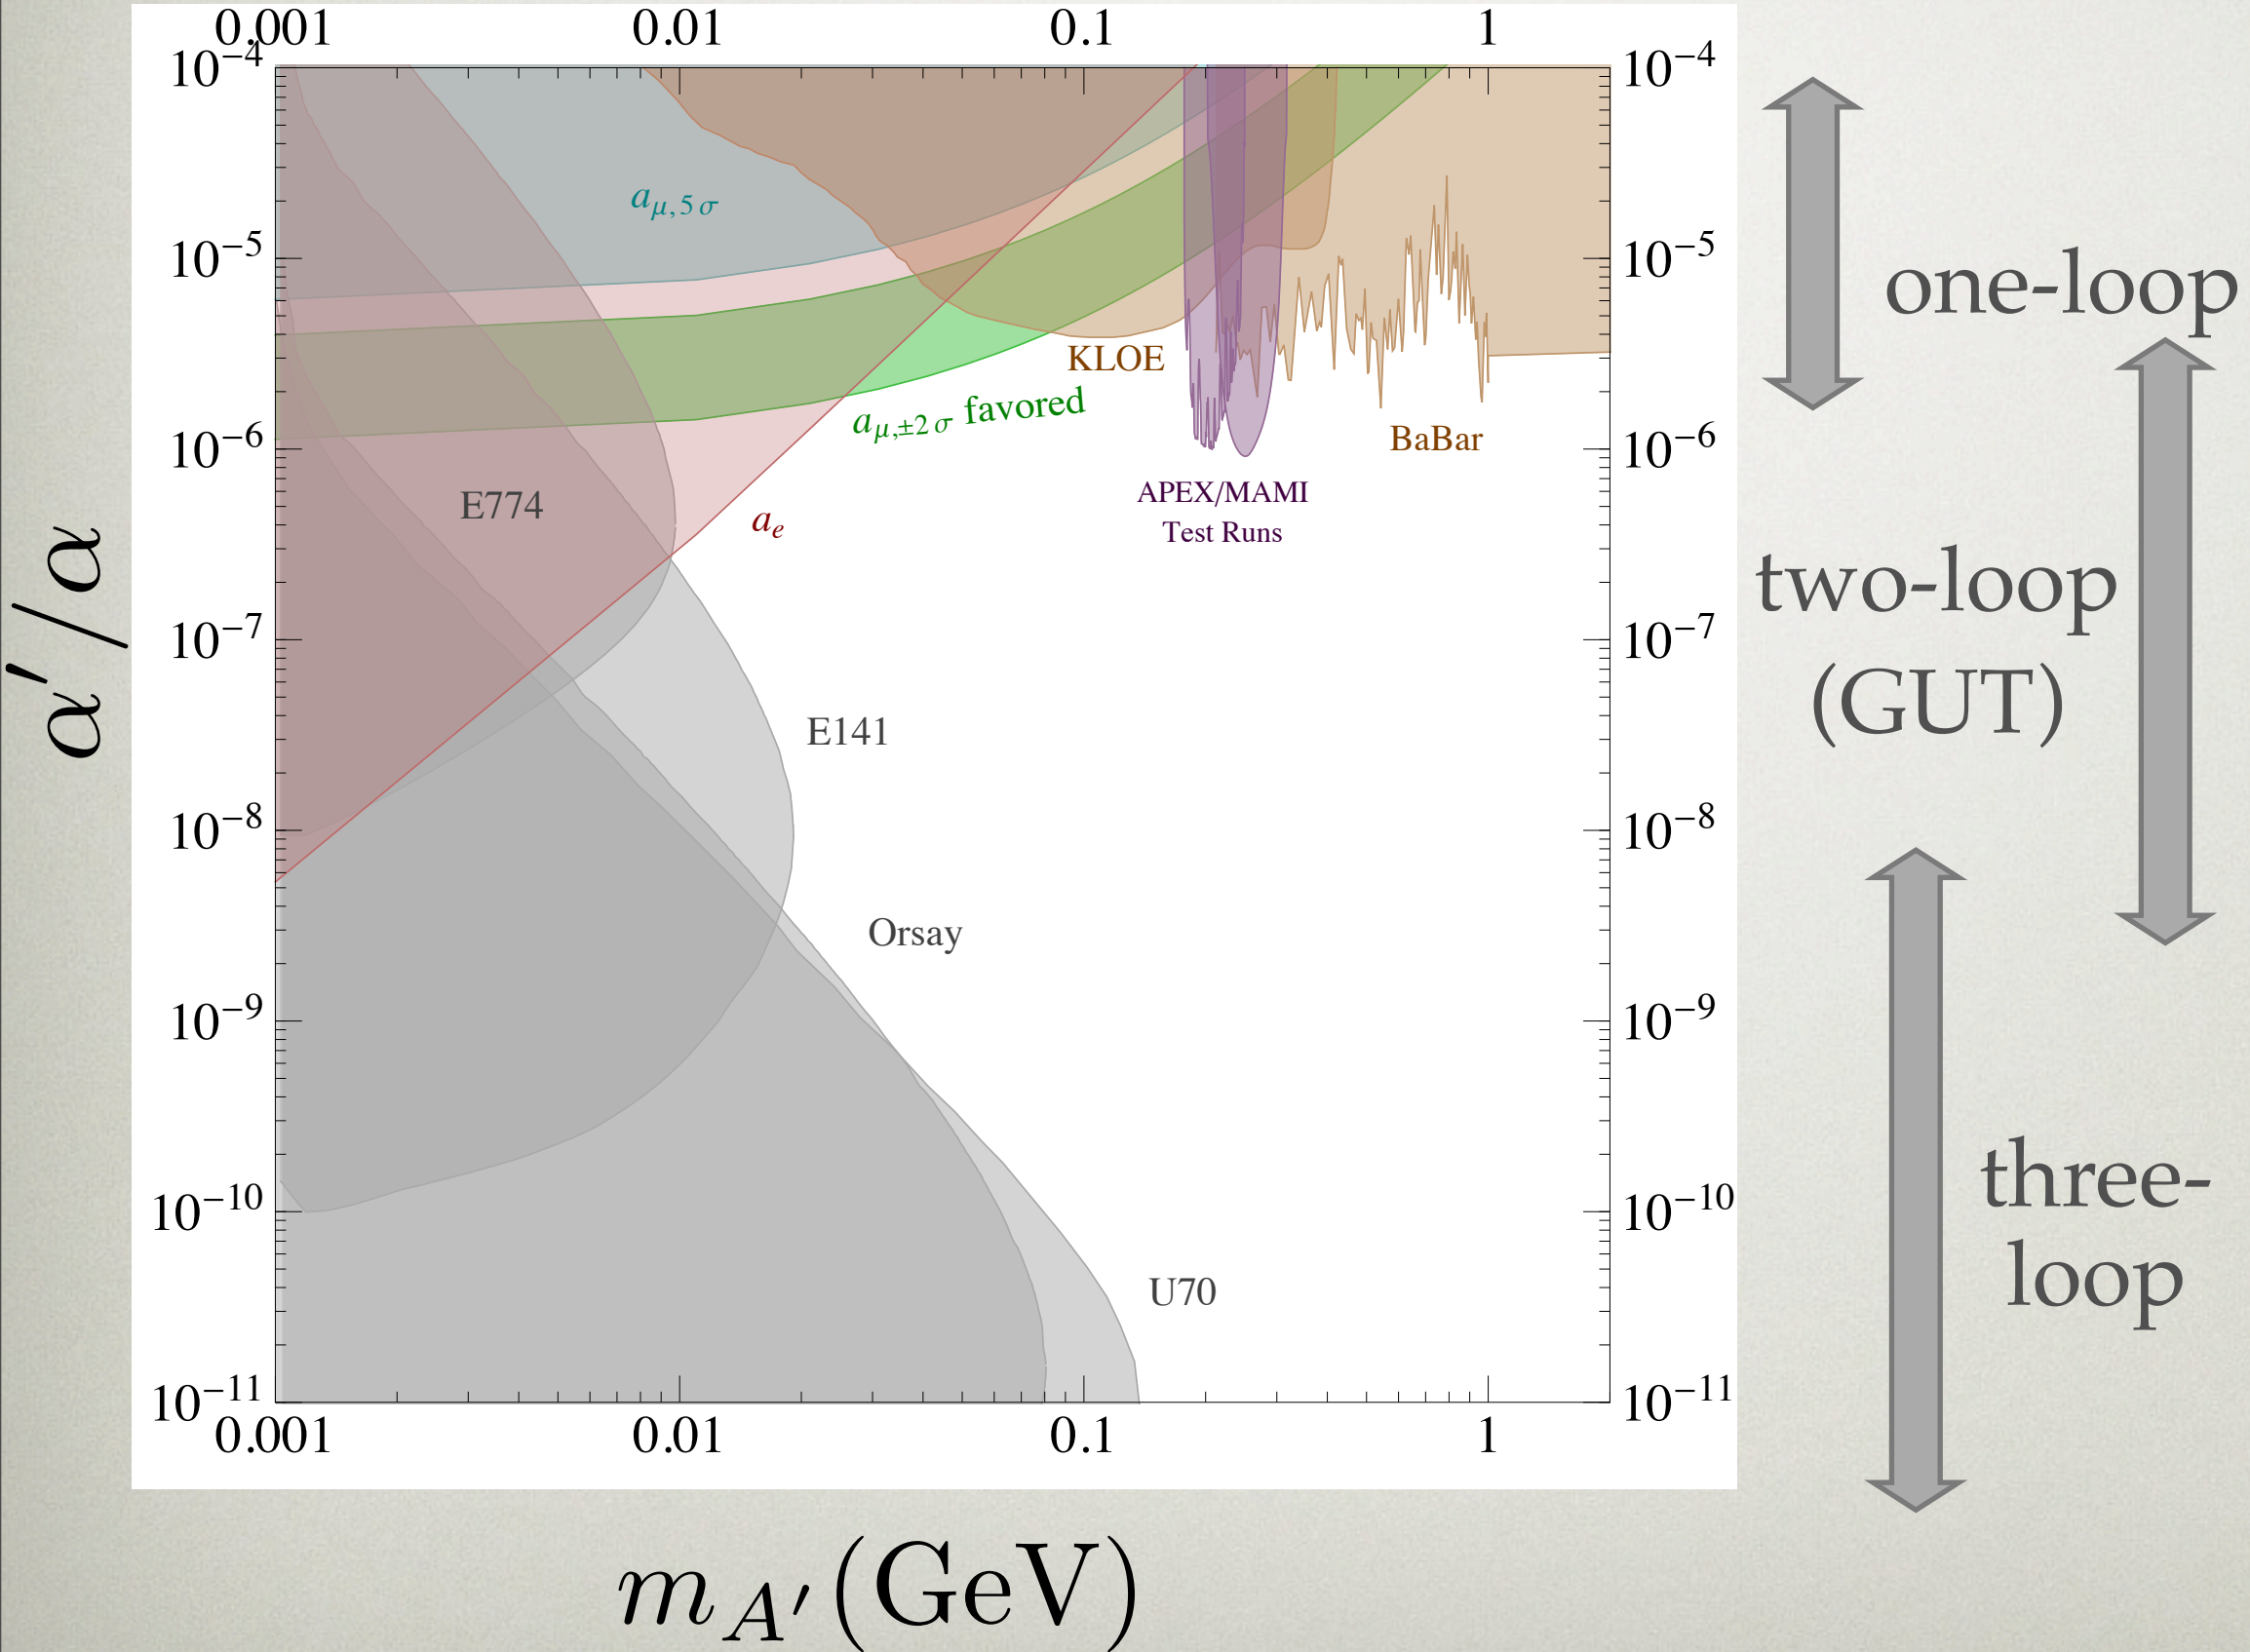 0.001 0.01 0.1 1
10⁻⁴ 10⁻⁴
10⁻⁵ 10⁻⁵
10⁻⁶ 10⁻⁶
10⁻⁷ 10⁻⁷
10⁻⁸ 10⁻⁸
10⁻⁹ 10⁻⁹
10⁻¹⁰ 10⁻¹⁰
10⁻¹¹ 10⁻¹¹
0.001 0.01 0.1 1
α′/α
a_{μ,5σ}
KLOE
a_{μ,±2σ} favored
BaBar
APEX/MAMI
Test Runs
E774
a_e
E141
Orsay
U70
one-loop
two-loop
(GUT)
three-
loop
m_{A′}(GeV)